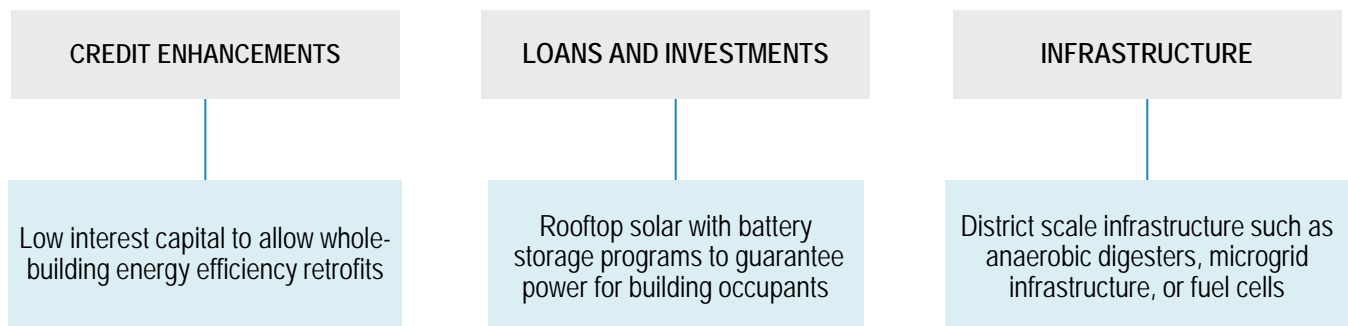 CREDIT ENHANCEMENTS
LOANS AND INVESTMENTS
INFRASTRUCTURE
Low interest capital to allow whole-
building energy efficiency retrofits
Rooftop solar with battery
storage programs to guarantee
power for building occupants
District scale infrastructure such as
anaerobic digesters, microgrid
infrastructure, or fuel cells